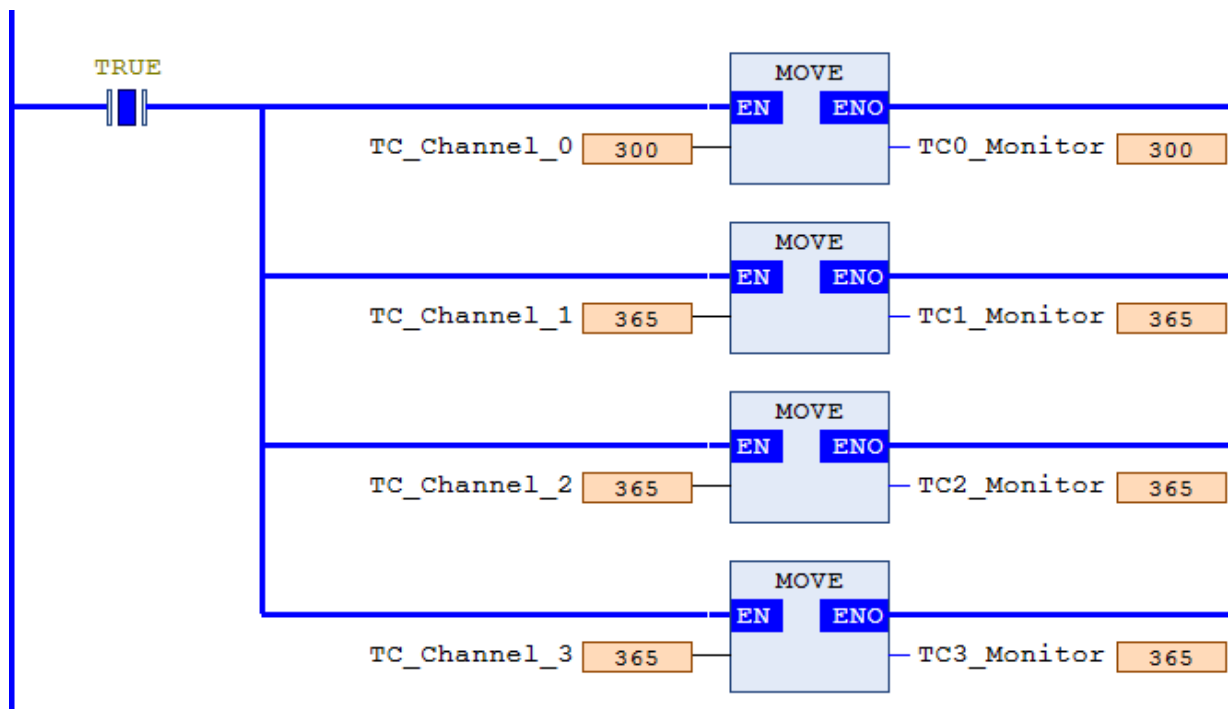 TRUE
MOVE
EN ENO
TC_Channel_0 300 TC0_Monitor 300
MOVE
EN ENO
TC_Channel_1 365 TC1_Monitor 365
MOVE
EN ENO
TC_Channel_2 365 TC2_Monitor 365
MOVE
EN ENO
TC_Channel_3 365 TC3_Monitor 365